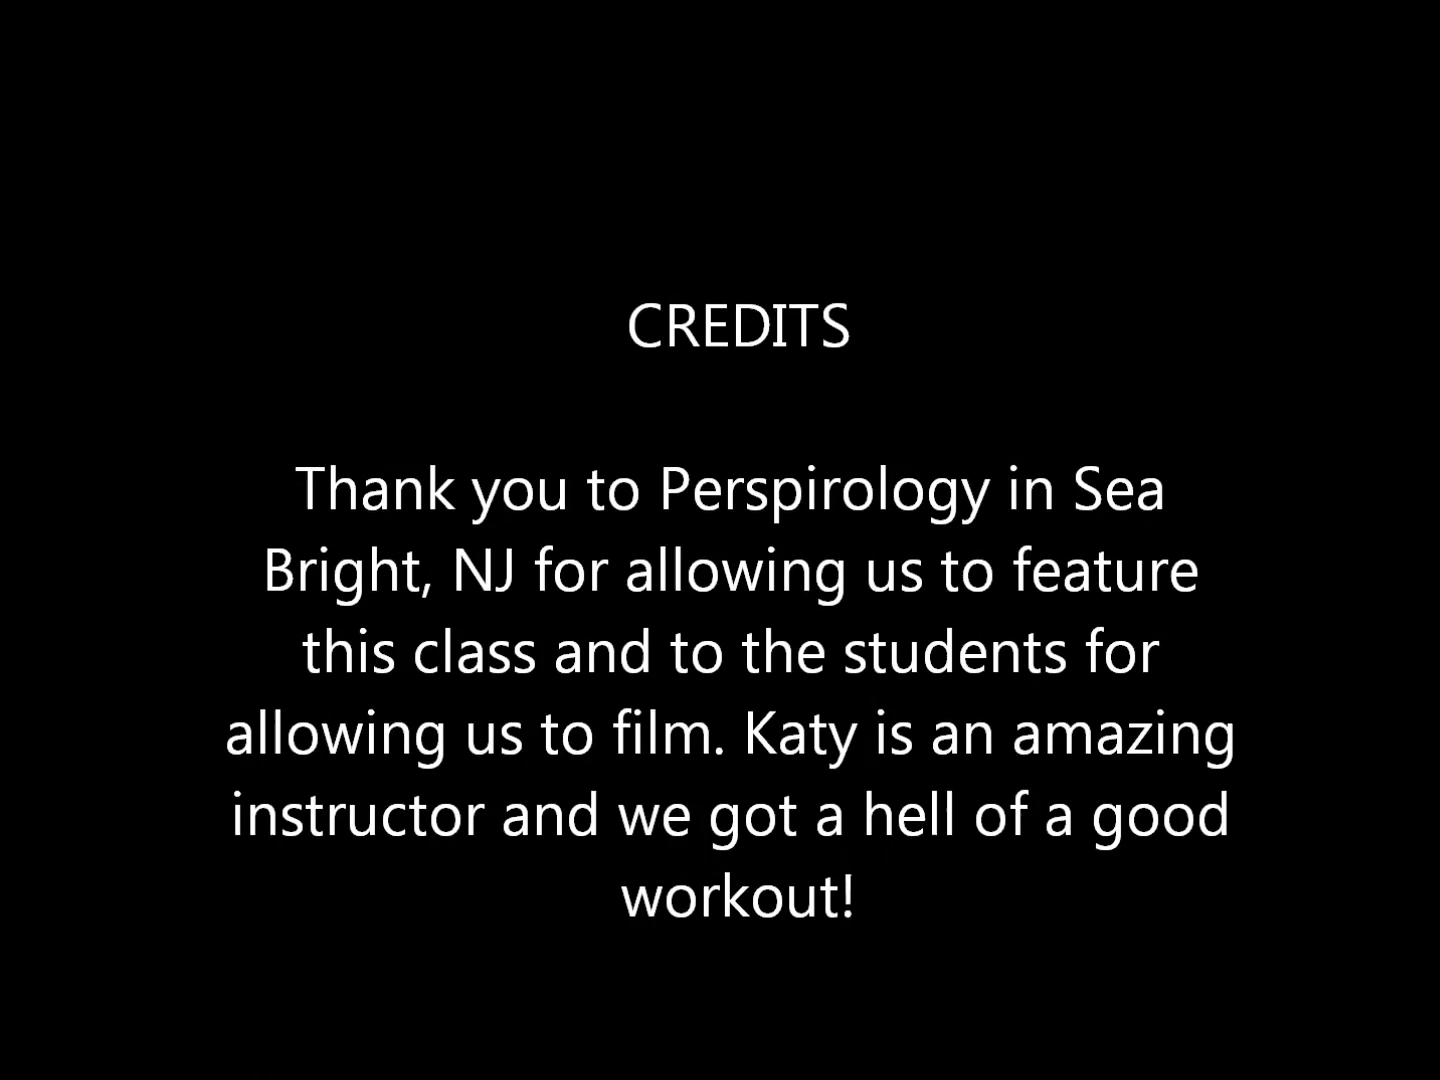 CREDITS
Thank you to Perspirology in Sea
Bright, NJ for allowing us to feature
this class and to the students for
allowing us to film. Katy is an amazing
instructor and we got a hell of a good
workout!